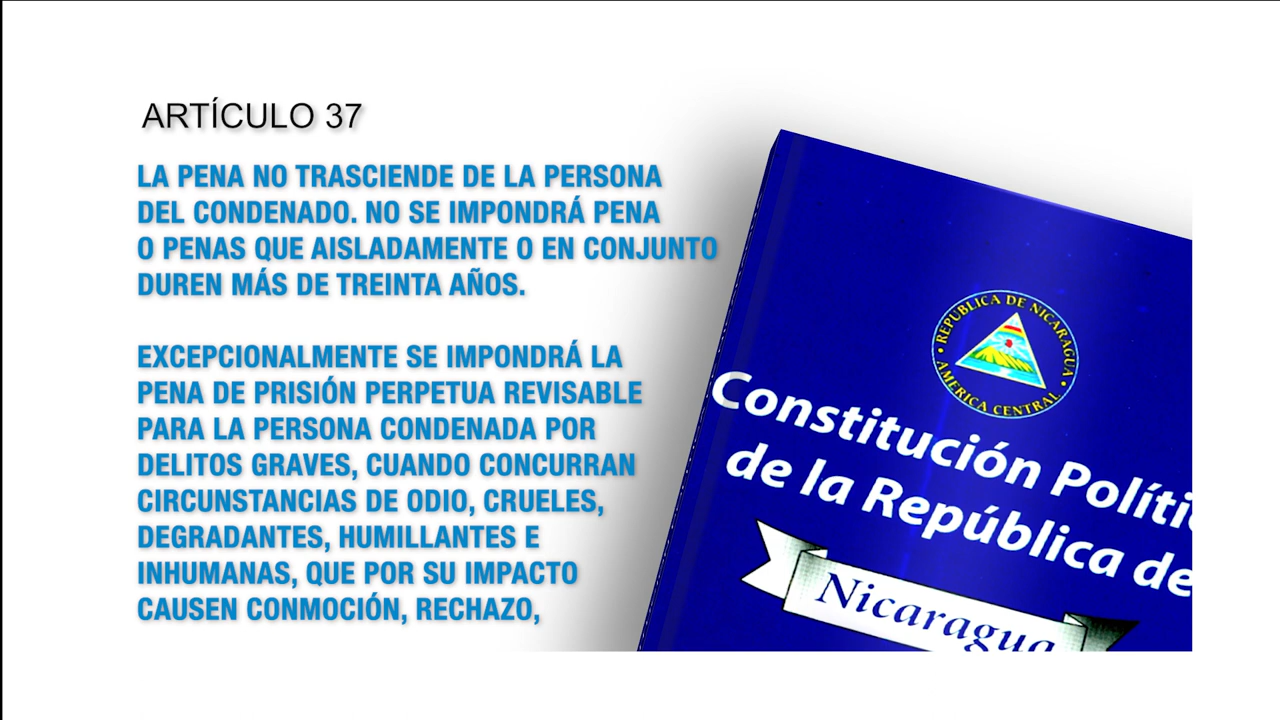 ARTÍCULO 37
LA PENA NO TRASCIENDE DE LA PERSONA
DEL CONDENADO. NO SE IMPONDRÁ PENA
O PENAS QUE AISLADAMENTE O EN CONJUNTO
DUREN MÁS DE TREINTA AÑOS.
EXCEPCIONALMENTE SE IMPONDRÁ LA
PENA DE PRISIÓN PERPETUA REVISABLE
PARA LA PERSONA CONDENADA POR
DELITOS GRAVES, CUANDO CONCURRAN
CIRCUNSTANCIAS DE ODIO, CRUELES,
DEGRADANTES, HUMILLANTES E
INHUMANAS, QUE POR SU IMPACTO
CAUSEN CONMOCIÓN, RECHAZO,
REPUBLICA DE NICARAGUA
AMERICA CENTRAL
Constitución Políti
de la República de
Nicaragua